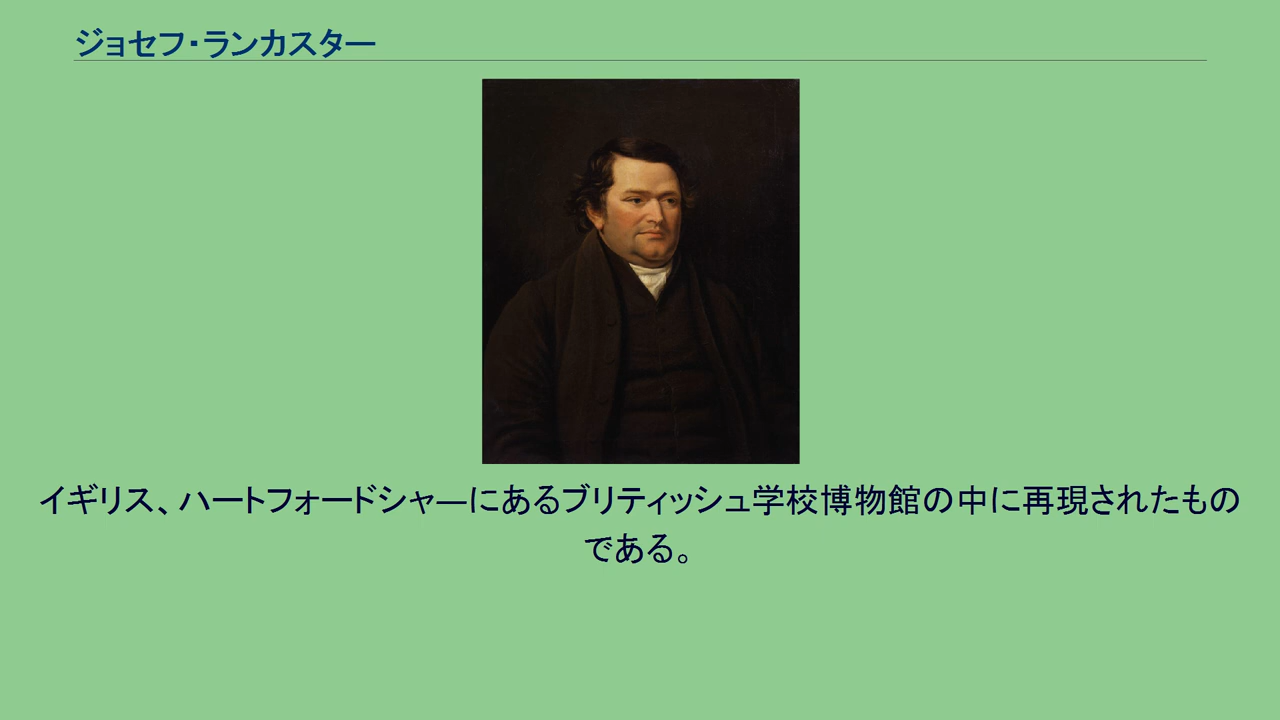 ジョセフ・ランカスター
イギリス、ハートフォードシャ―にあるブリティッシュ学校博物館の中に再現されたもの
である。